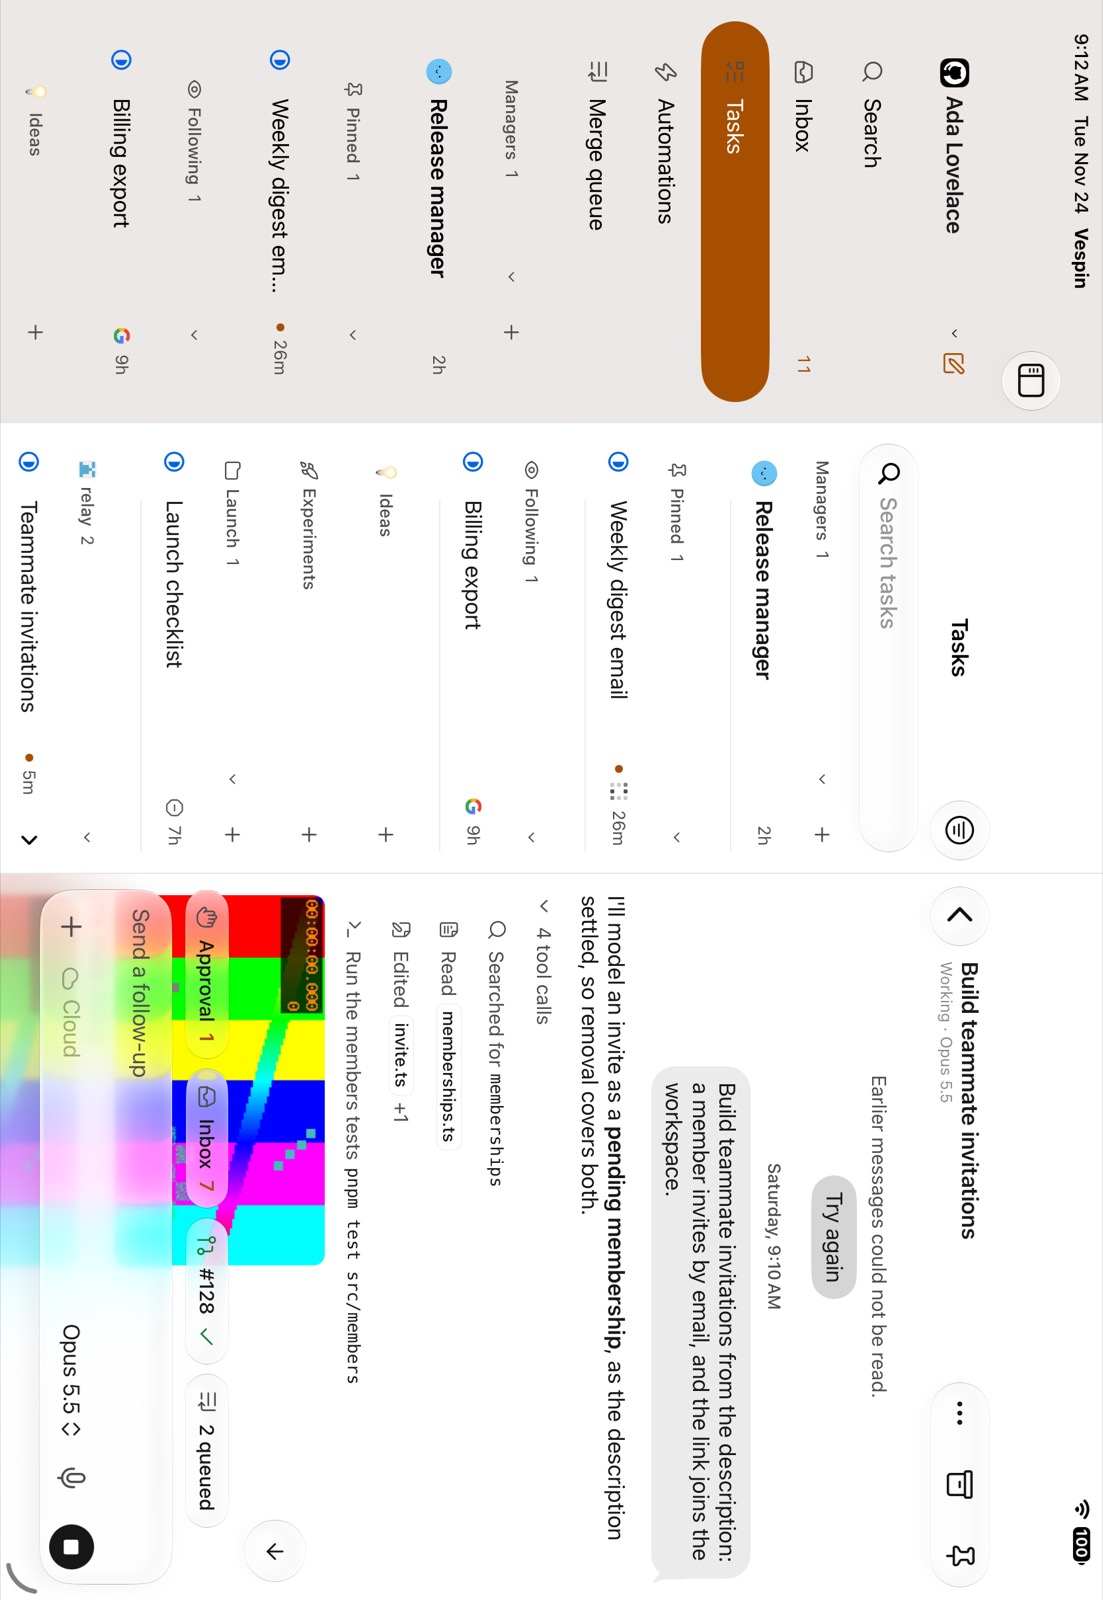 9:12 AM Tue Nov 24 Vespin
100
Ada Lovelace
Search
Inbox 11
Tasks
Automations
Merge queue
Managers 1
Release manager 2h
Pinned 1
Weekly digest em... 26m
Following 1
Billing export 9h
Ideas
Tasks
Search tasks
Managers 1
Release manager 2h
Pinned 1
Weekly digest email 26m
Following 1
Billing export 9h
Ideas
Experiments
Launch 1
Launch checklist 7h
relay 2
Teammate invitations 5m
Build teammate invitations
Working · Opus 5.5
Earlier messages could not be read.
Try again
Saturday, 9:10 AM
Build teammate invitations from the description:
a member invites by email, and the link joins the
workspace.
I'll model an invite as a pending membership, as the description
settled, so removal covers both.
4 tool calls
Searched for memberships
Read memberships.ts
Edited invite.ts +1
Run the members tests pnpm test src/members
00:00:00.000
0
Approval 1
Inbox 7
#128
2 queued
Send a follow-up
Cloud
Opus 5.5